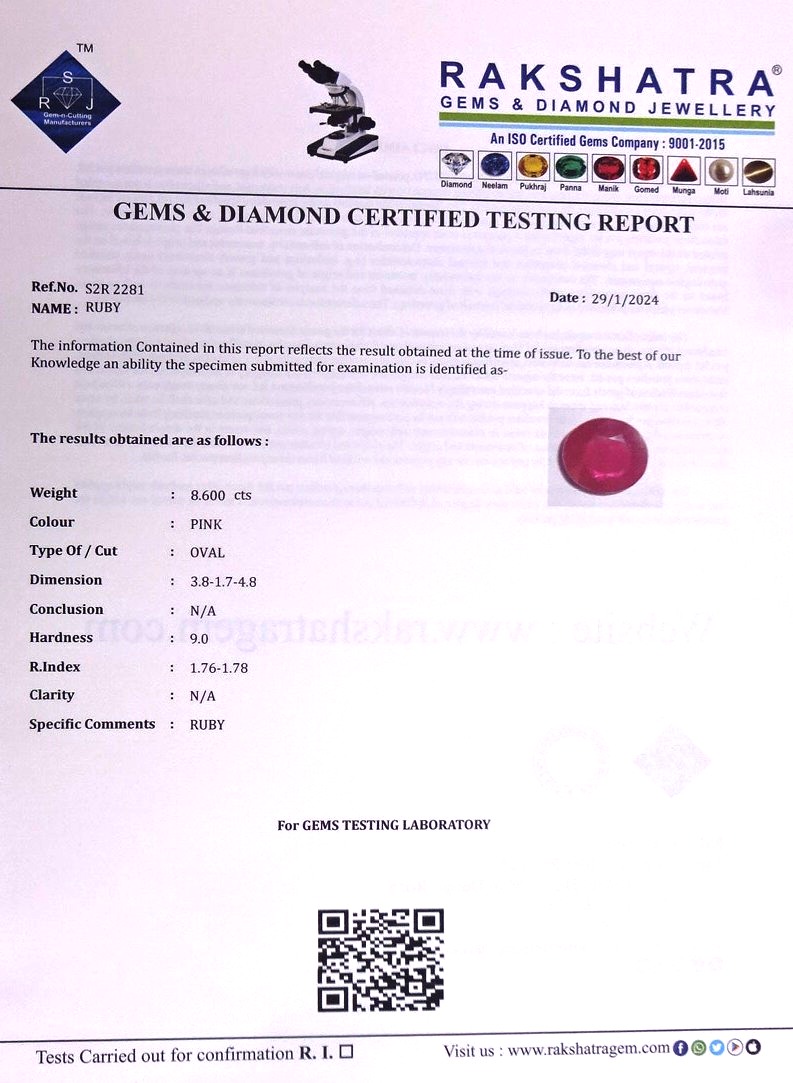 TM
S
R J
Gem-n-Cutting
Manufacturers
RAKSHATRA®
GEMS & DIAMOND JEWELLERY
An ISO Certified Gems Company : 9001-2015
Diamond Neelam Pukhraj Panna Manik Gomed Munga Moti Lahsunia
GEMS & DIAMOND CERTIFIED TESTING REPORT
Ref.No. S2R 2281
NAME : RUBY
Date : 29/1/2024
The information Contained in this report reflects the result obtained at the time of issue. To the best of our
Knowledge an ability the specimen submitted for examination is identified as-
The results obtained are as follows :
Weight : 8.600 cts
Colour : PINK
Type Of / Cut : OVAL
Dimension : 3.8-1.7-4.8
Conclusion : N/A
Hardness : 9.0
R.Index : 1.76-1.78
Clarity : N/A
Specific Comments : RUBY
For GEMS TESTING LABORATORY
Tests Carried out for confirmation R. I. ☐
Visit us : www.rakshatragem.com